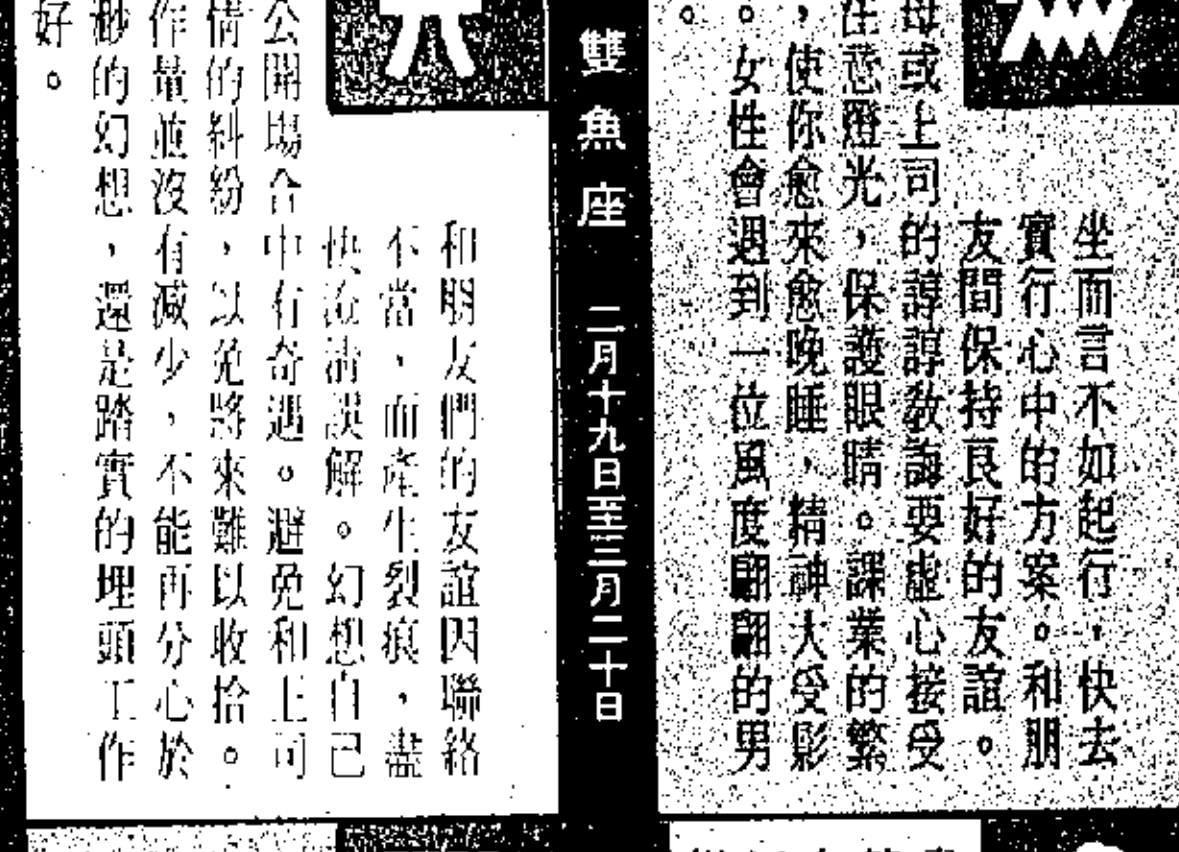 坐而言不如起行，快去
實行心中的方案。和朋
友間保持良好的友誼。
母或上司的諄諄教誨要虛心接受
注意燈光，保護眼睛。課業的繁
，使你愈來愈晚睡，精神大受影
。女性會遇到一位風度翩翩的男
。
雙魚座 二月十九日至三月二十日
和朋友們的友誼因聯絡
不當，而產生裂痕，盡
快澄清誤解。幻想自己
公開場合中有奇遇。避免和上司
情的糾紛，以免將來難以收拾。
作量並沒有減少，不能再分心於
緲的幻想，還是踏實的埋頭工作
好。